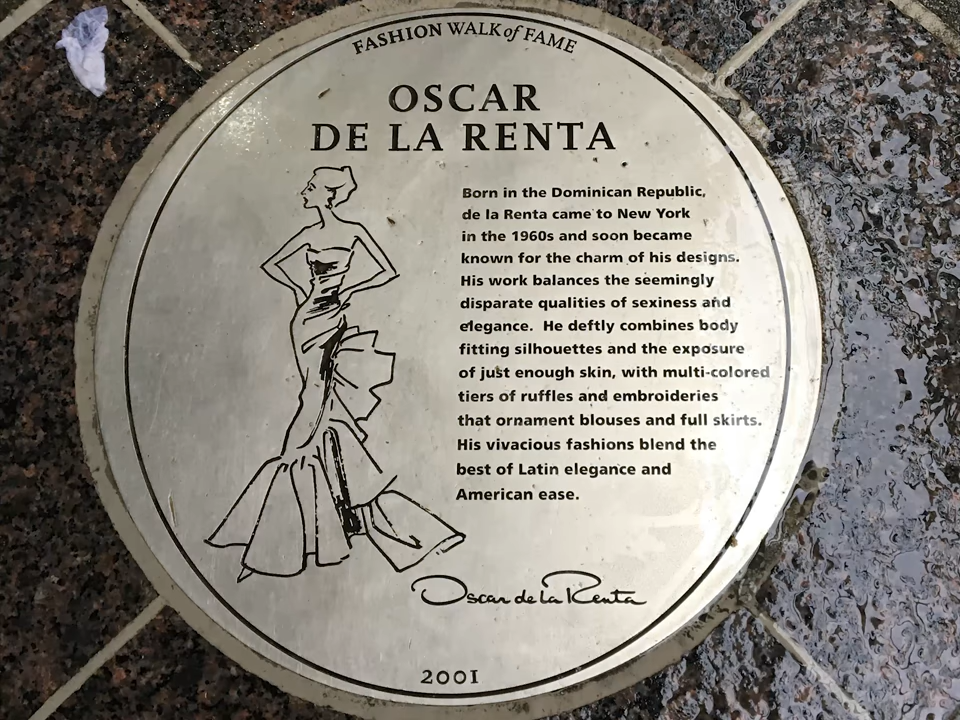 FASHION WALK of FAME
OSCAR
DE LA RENTA
Born in the Dominican Republic,
de la Renta came to New York
in the 1960s and soon became
known for the charm of his designs.
His work balances the seemingly
disparate qualities of sexiness and
elegance. He deftly combines body
fitting silhouettes and the exposure
of just enough skin, with multi-colored
tiers of ruffles and embroideries
that ornament blouses and full skirts.
His vivacious fashions blend the
best of Latin elegance and
American ease.
Oscar de la Renta
2001